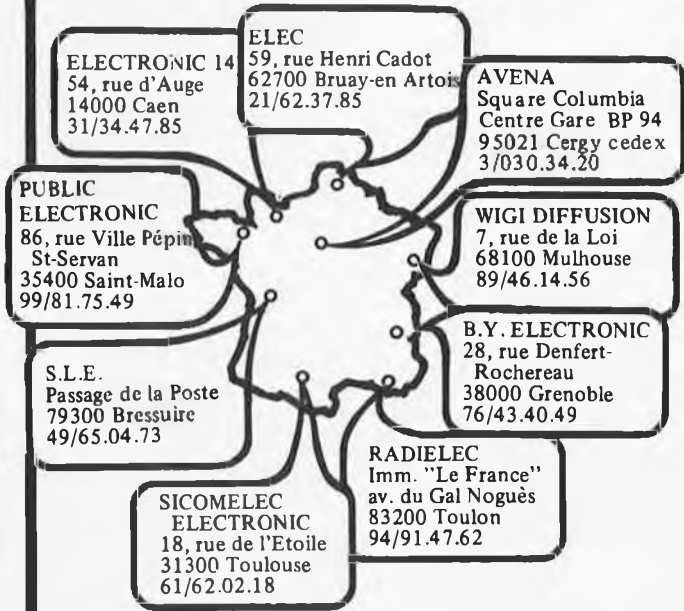 ELEC
59, rue Henri Cadot
62700 Bruay-en Artois
21/62.37.85
ELECTRONIC 14
54, rue d'Auge
14000 Caen
31/34.47.85
AVENA
Square Columbia
Centre Gare BP 94
95021 Cergy cedex
3/030.34.20
PUBLIC
ELECTRONIC
86, rue Ville Pépin
St-Servan
35400 Saint-Malo
99/81.75.49
WIGI DIFFUSION
7, rue de la Loi
68100 Mulhouse
89/46.14.56
B.Y. ELECTRONIC
28, rue Denfert-
Rochereau
38000 Grenoble
76/43.40.49
S.L.E.
Passage de la Poste
79300 Bressuire
49/65.04.73
RADIELEC
Imm. "Le France"
av. du Gal Noguès
83200 Toulon
94/91.47.62
SICOMELEC
ELECTRONIC
18, rue de l'Etoile
31300 Toulouse
61/62.02.18